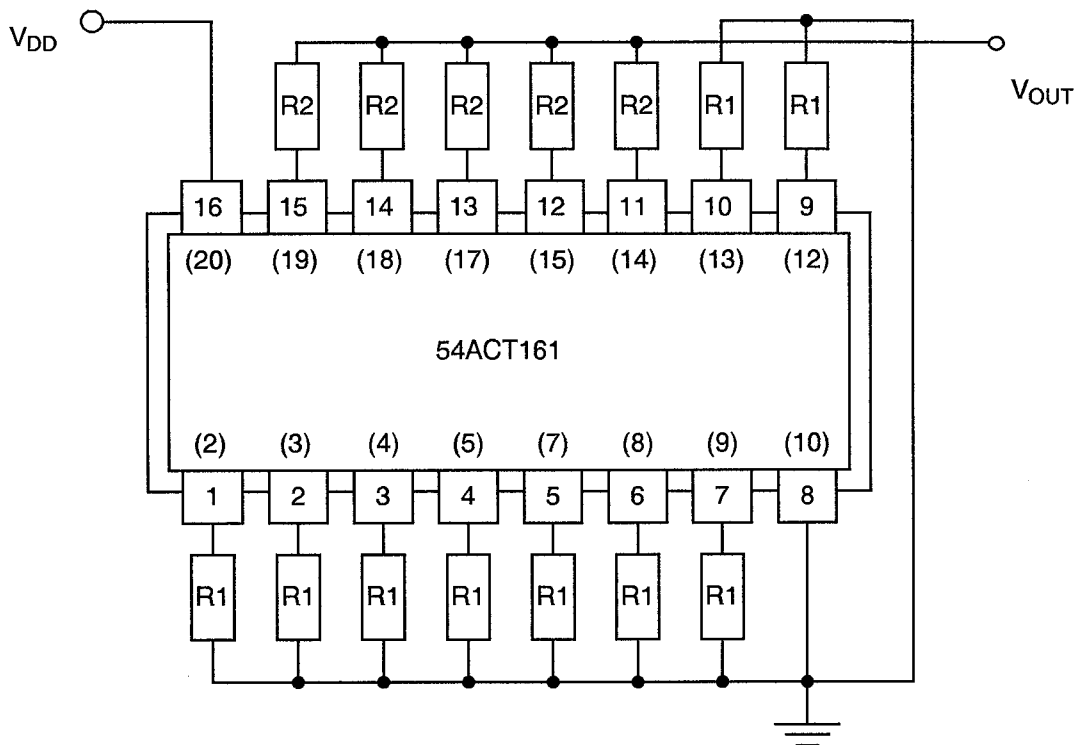 VDD
VOUT
R2 R2 R2 R2 R2 R1 R1
16 15 14 13 12 11 10 9
(20) (19) (18) (17) (15) (14) (13) (12)
54ACT161
(2) (3) (4) (5) (7) (8) (9) (10)
1 2 3 4 5 6 7 8
R1 R1 R1 R1 R1 R1 R1